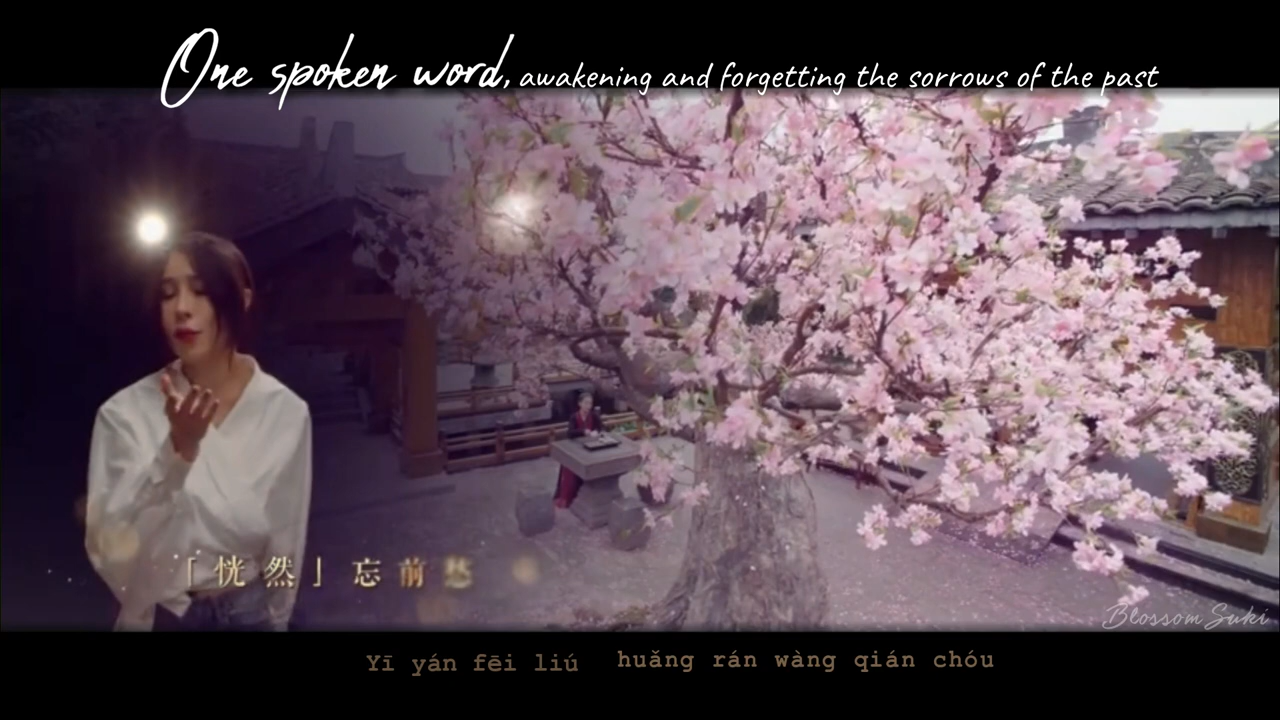 One spoken word, awakening and forgetting the sorrows of the past
「恍然」忘前愁
Blossom Suki
Yī yán fēi liú huǎng rán wàng qián chóu